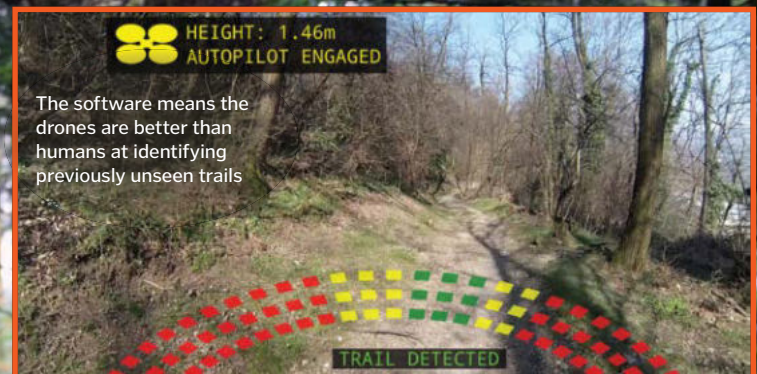 HEIGHT: 1.46m
AUTOPILOT ENGAGED
The software means the
drones are better than
humans at identifying
previously unseen trails
TRAIL DETECTED